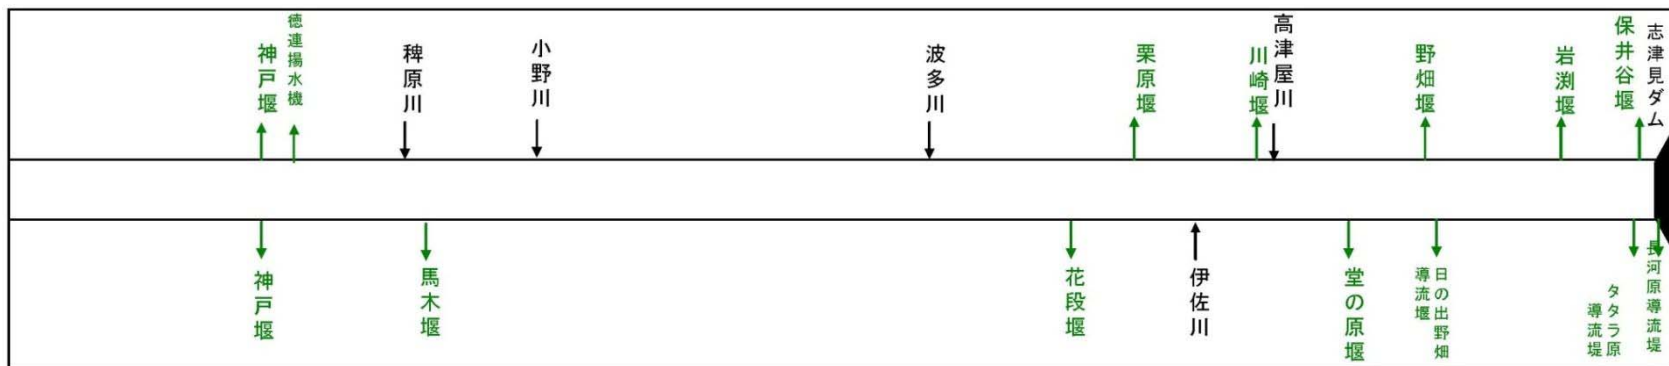 神戸堰
徳連揚水機
稗原川
小野川
波多川
栗原堰
川崎堰
高津屋川
野畑堰
岩渕堰
保井谷堰
志津見ダム
神戸堰
馬木堰
花段堰
伊佐川
堂の原堰
日の出野畑
導流堰
タタラ原
導流堤
長河原導流堤